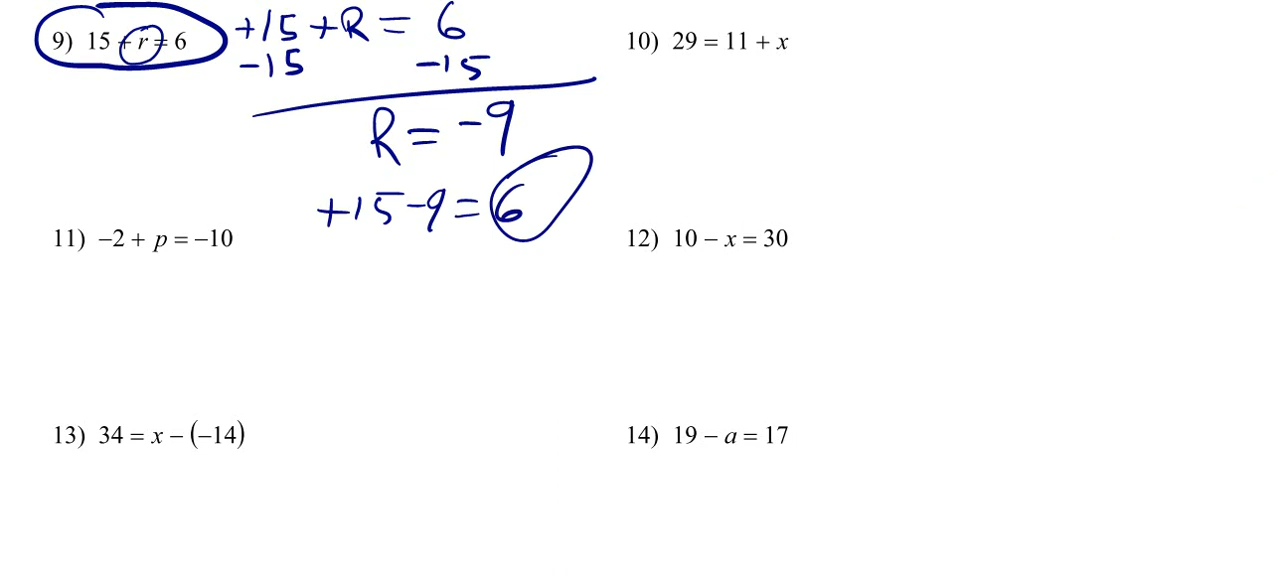 9) 15 + r = 6
+15 + R = 6
-15 -15
R = -9
+15-9 = 6
10) 29 = 11 + x
11) −2 + p = −10
12) 10 − x = 30
13) 34 = x − (−14)
14) 19 − a = 17